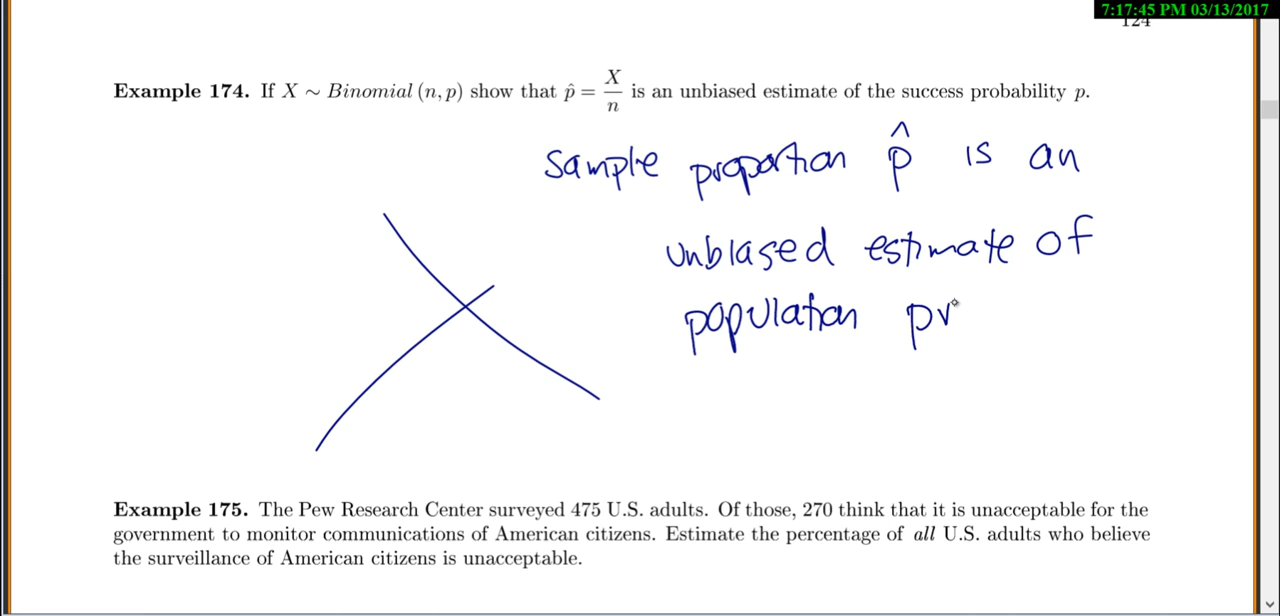 7:17:45 PM 03/13/2017
124
Example 174. If X ∼ Binomial (n, p) show that p̂ = X/n is an unbiased estimate of the success probability p.
Sample proportion p̂ is an
unbiased estimate of
population pr
Example 175. The Pew Research Center surveyed 475 U.S. adults. Of those, 270 think that it is unacceptable for the
government to monitor communications of American citizens. Estimate the percentage of all U.S. adults who believe
the surveillance of American citizens is unacceptable.